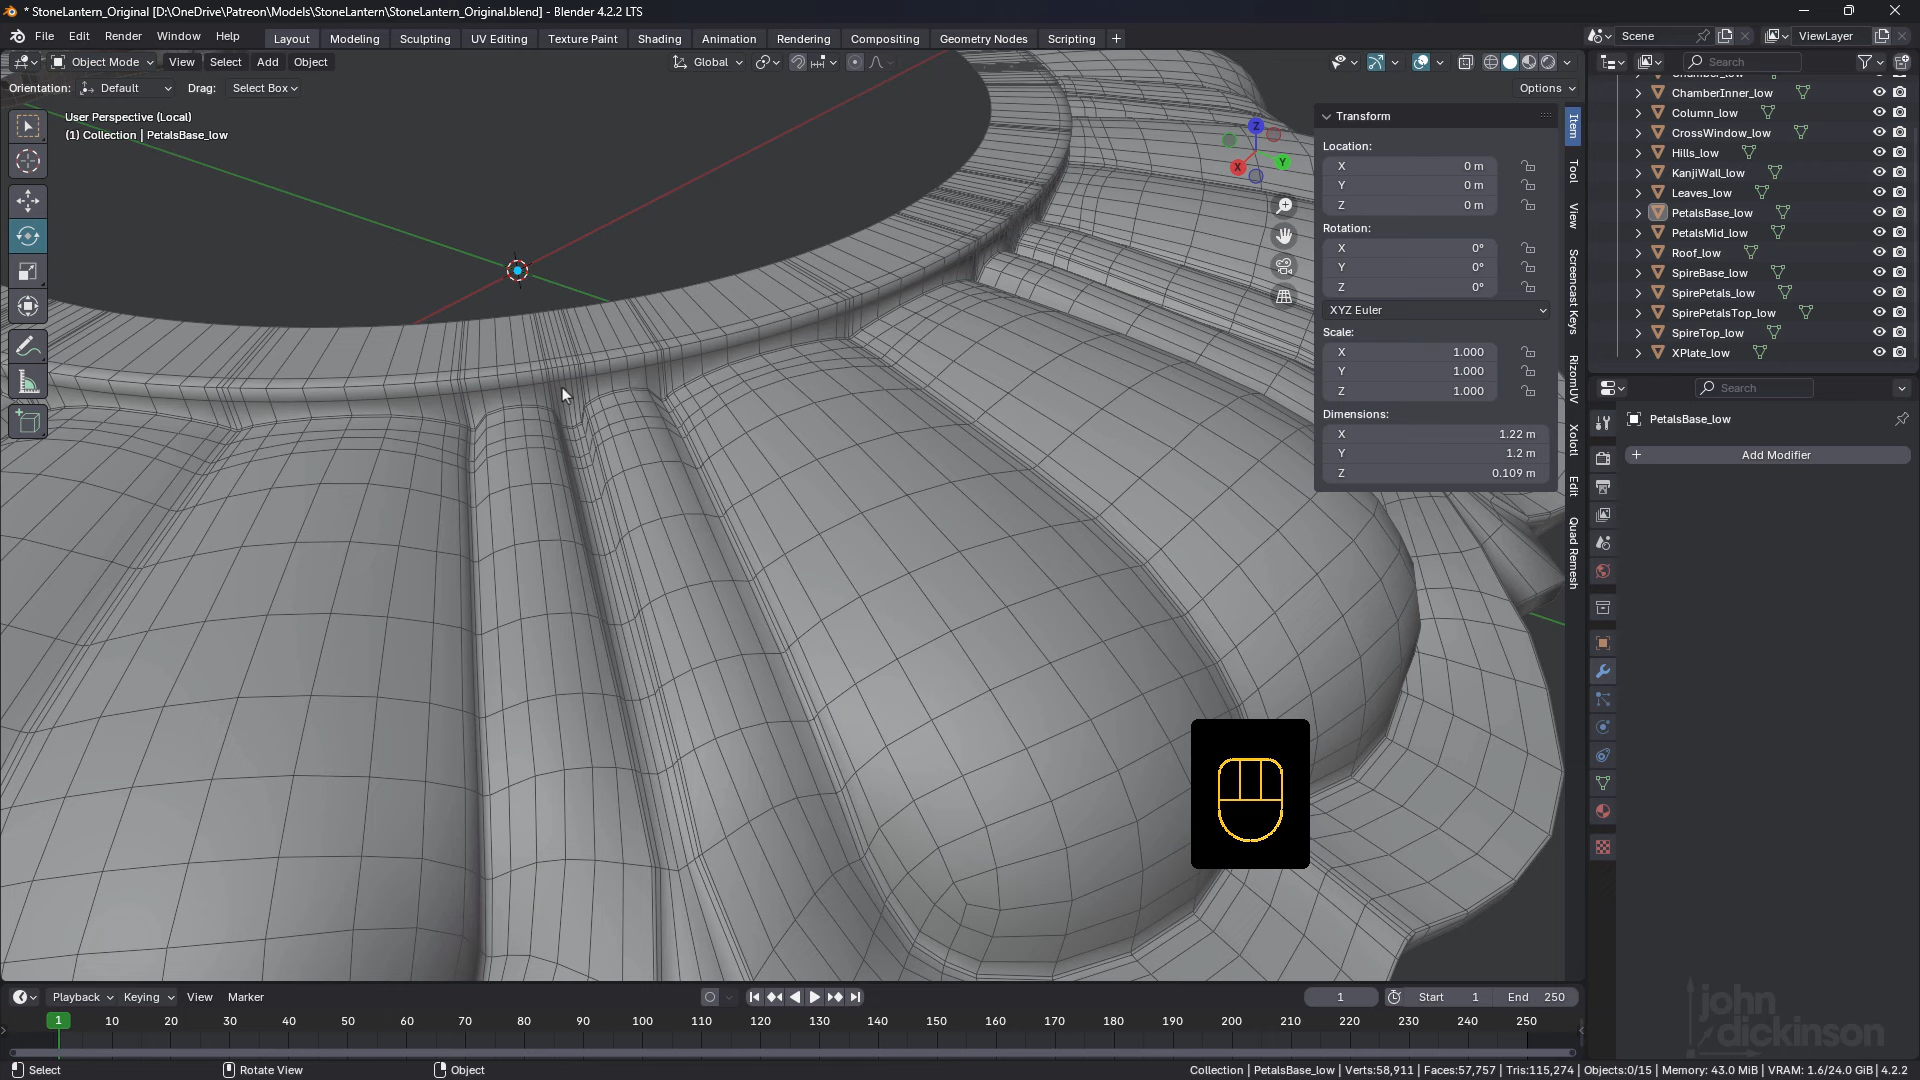 * StoneLantern_Original [D:\OneDrive\Patreon\Models\StoneLantern\StoneLantern_Original.blend] - Blender 4.2.2 LTS
File Edit Render Window Help Layout Modeling Sculpting UV Editing Texture Paint Shading Animation Rendering Compositing Geometry Nodes Scripting + Scene ViewLayer
Object Mode View Select Add Object Global Search
Orientation: Default Drag: Select Box Options
User Perspective (Local)
(1) Collection | PetalsBase_low
Transform
Location:
X 0 m
Y 0 m
Z 0 m
Rotation:
X 0°
Y 0°
Z 0°
XYZ Euler
Scale:
X 1.000
Y 1.000
Z 1.000
Dimensions:
X 1.22 m
Y 1.2 m
Z 0.109 m
Z
Y
X
Item
Tool
View
Screencast Keys
RizomUV
Xolotl
Edit
Quad Remesh
Chamber_low
ChamberInner_low
Column_low
CrossWindow_low
Hills_low
KanjiWall_low
Leaves_low
PetalsBase_low
PetalsMid_low
Roof_low
SpireBase_low
SpirePetals_low
SpirePetalsTop_low
SpireTop_low
XPlate_low
Search
PetalsBase_low
+ Add Modifier
Playback Keying View Marker 1 Start 1 End 250
1 10 20 30 40 50 60 70 80 90 100 110 120 130 140 150 160 170 180 190 200 210 220 230 240 250
Select Rotate View Object Collection | PetalsBase_low | Verts:58,911 | Faces:57,757 | Tris:115,274 | Objects:0/15 | Memory: 43.0 MiB | VRAM: 1.6/24.0 GiB | 4.2.2
john
dickinson